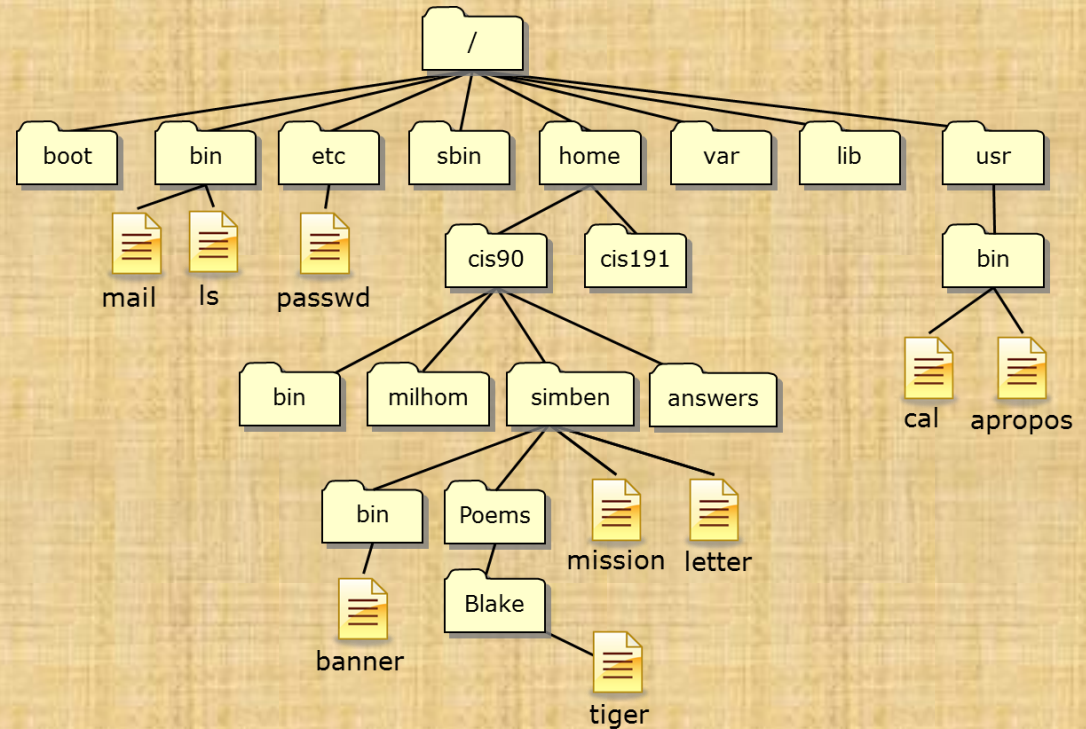 /
boot
bin
etc
sbin
home
var
lib
usr
mail
ls
passwd
cis90
cis191
bin
cal
apropos
bin
milhom
simben
answers
bin
Poems
mission
letter
banner
Blake
tiger